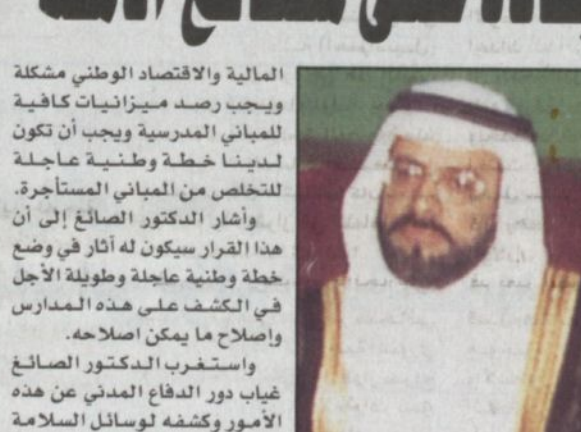 المالية والاقتصاد الوطني مشكلة
ويجب رصد ميزانيات كافية
للمباني المدرسية ويجب أن تكون
لدينا خطة وطنية عاجلة
للتخلص من المباني المستأجرة.
وأشار الدكتور الصائغ إلى أن
هذا القرار سيكون له أثار في وضع
خطة وطنية عاجلة وطويلة الأجل
في الكشف على هذه المدارس
وإصلاح ما يمكن اصلاحه.
واستغرب الدكتور الصائغ
غياب دور الدفاع المدني عن هذه
الأمور وكشفه لوسائل السلامة